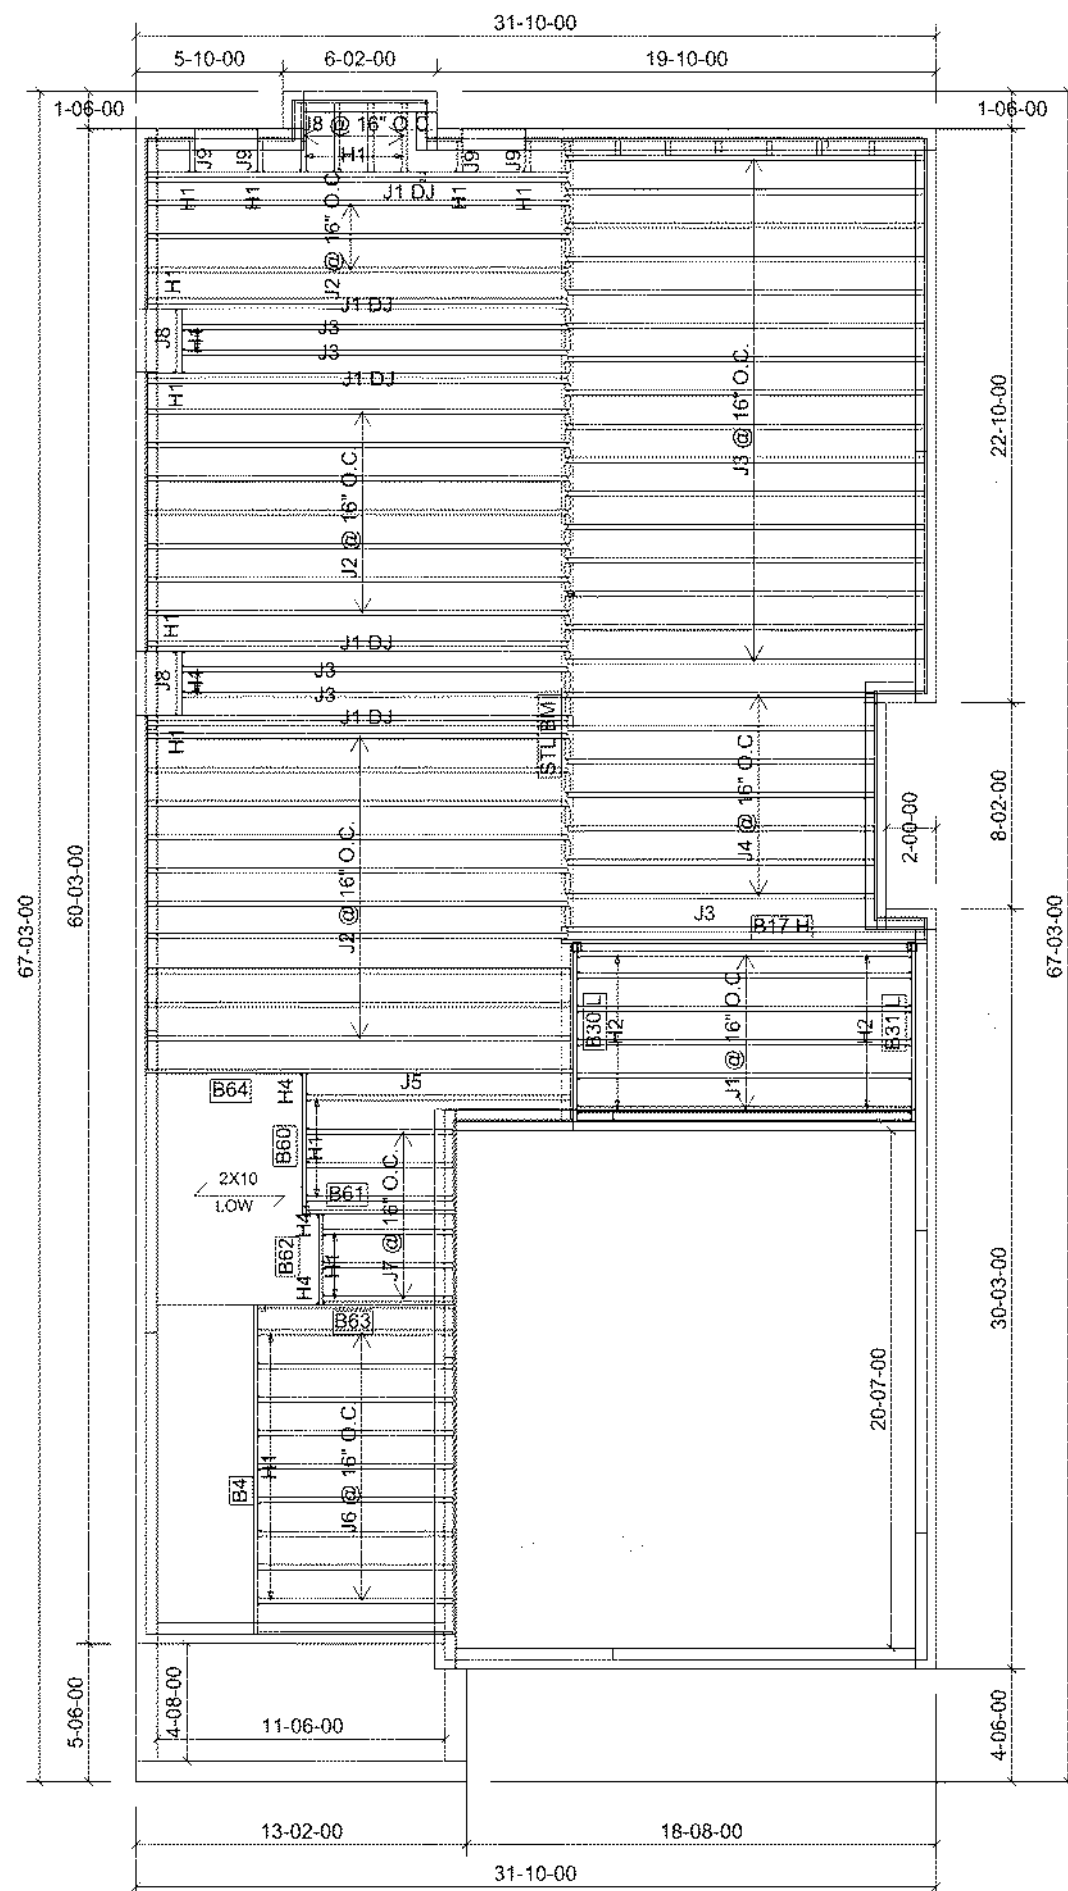 31-10-00
5-10-00
6-02-00
19-10-00
1-06-00
1-06-00
J8 @ 16" O.C.
J9
J9
H1
J9
J9
J1 DJ
H1
H1
H1
H1
J2 @ 16" O.C.
H1
J1 DJ
J8
H4
J3
J3
J1 DJ
H1
J3 @ 16" O.C.
22-10-00
J2 @ 16" O.C.
H1
J1 DJ
J8
H4
J3
J3
J1 DJ
H1
STL BM
J4 @ 16" O.C.
2-00-00
8-02-00
67-03-00
60-03-00
J2 @ 16" O.C.
J3
B17 H
67-03-00
B30 L
H2
J1 @ 16" O.C.
H2
B31 L
B64
H4
J5
B60
H1
2X10
LOW
B61
H4
B62
H1
H4
J7 @ 16" O.C.
B63
30-03-00
20-07-00
B4
H1
J6 @ 16" O.C.
5-06-00
4-08-00
11-06-00
4-06-00
13-02-00
18-08-00
31-10-00